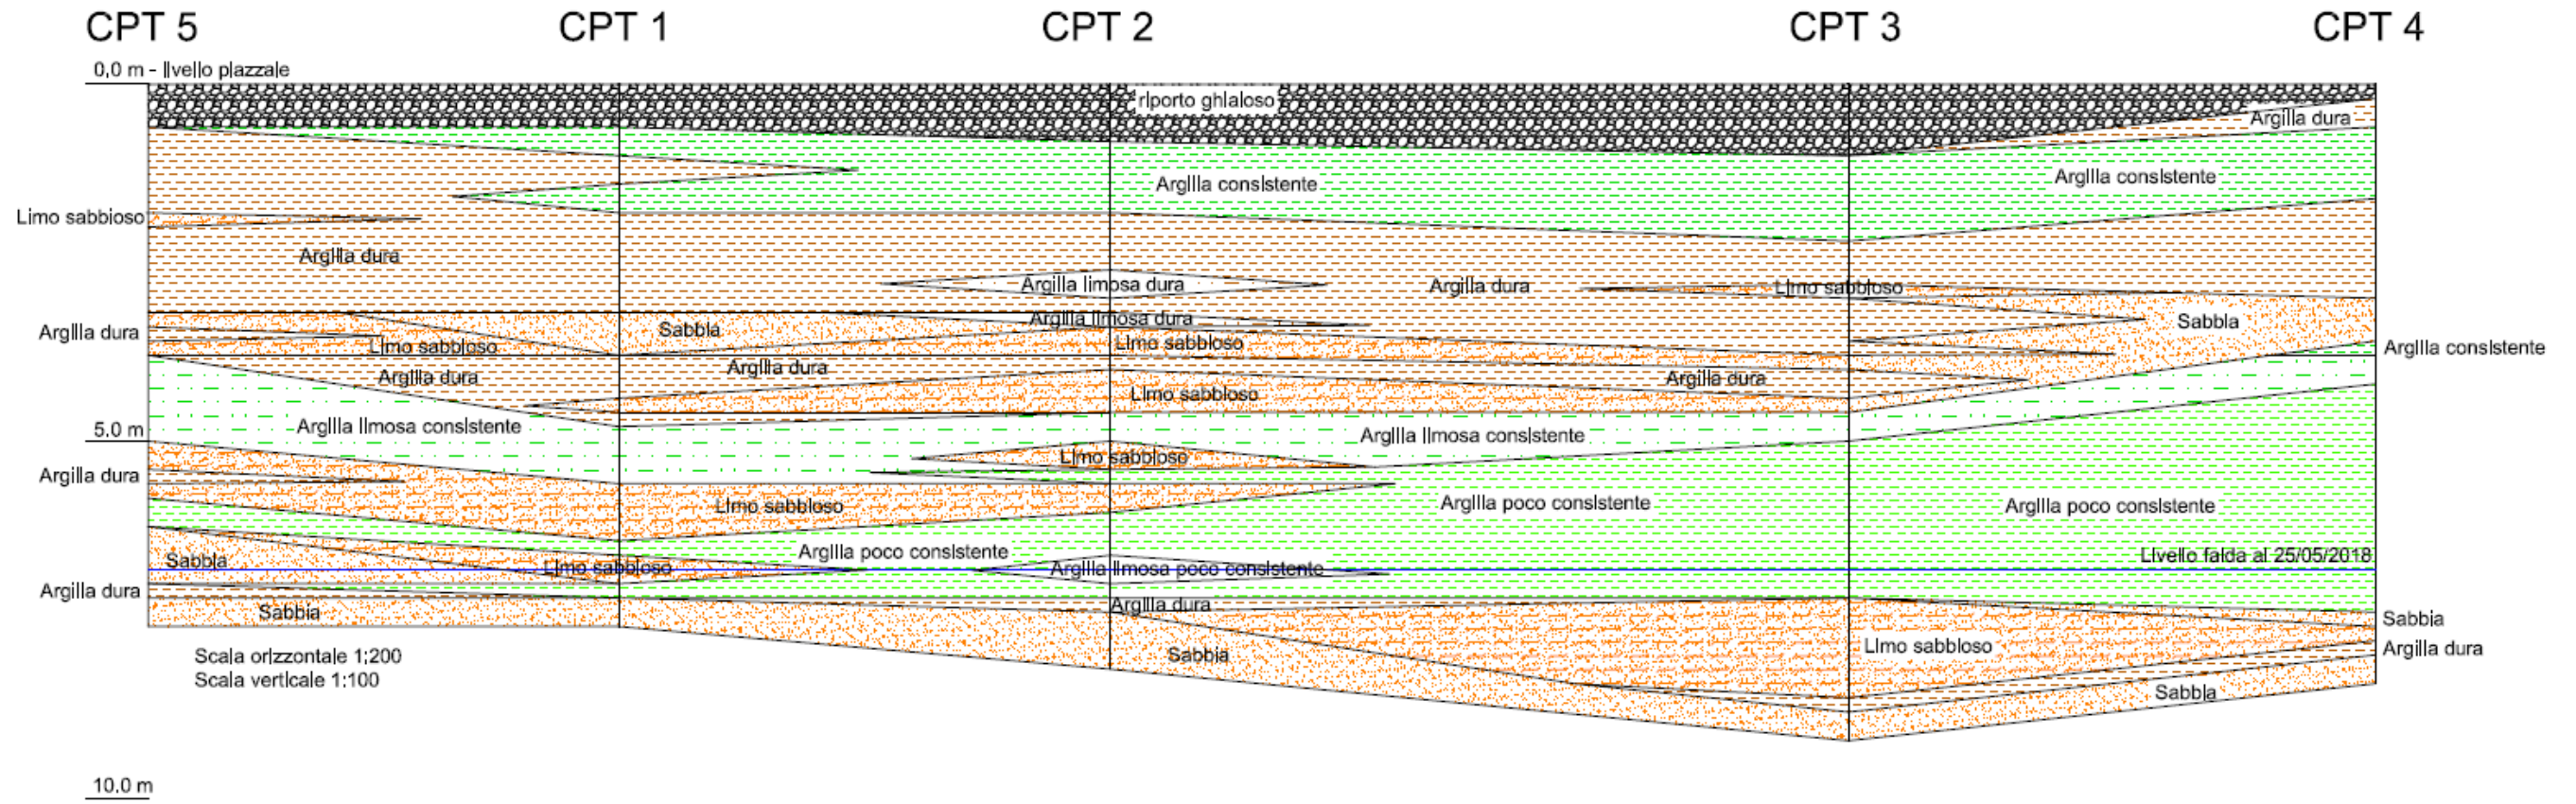 CPT 5 CPT 1 CPT 2 CPT 3 CPT 4
0,0 m - livello piazzale
riporto ghiaioso
Argilla dura
Argilla consistente
Argilla consistente
Limo sabbioso
Argilla dura
Argilla limosa dura
Argilla dura
Limo sabbioso
Argilla limosa dura
Sabbia
Sabbia
Argilla dura
Limo sabbioso
Limo sabbioso
Argilla consistente
Argilla dura
Argilla dura
Argilla dura
Limo sabbioso
Argilla limosa consistente
Argilla limosa consistente
5.0 m
Limo sabbioso
Argilla dura
Limo sabbioso
Argilla poco consistente
Argilla poco consistente
Argilla poco consistente
Livello falda al 25/05/2018
Sabbia
Limo sabbioso
Argilla limosa poco consistente
Argilla dura
Argilla dura
Sabbia
Sabbia
Limo sabbioso
Argilla dura
Sabbia
Sabbia
Scala orizzontale 1:200
Scala verticale 1:100
10.0 m